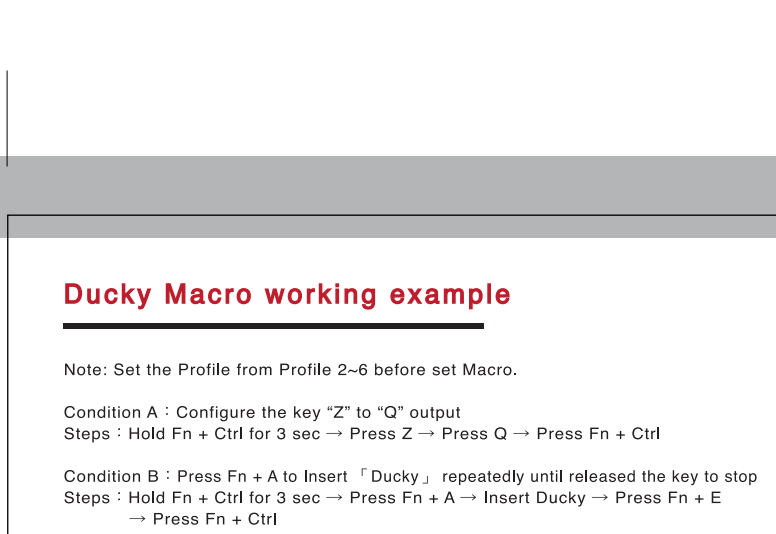 Ducky Macro working example
Note: Set the Profile from Profile 2~6 before set Macro.
Condition A：Configure the key “Z” to “Q” output
Steps：Hold Fn + Ctrl for 3 sec → Press Z → Press Q → Press Fn + Ctrl
Condition B：Press Fn + A to Insert 「Ducky」 repeatedly until released the key to stop
Steps：Hold Fn + Ctrl for 3 sec → Press Fn + A → Insert Ducky → Press Fn + E
→ Press Fn + Ctrl